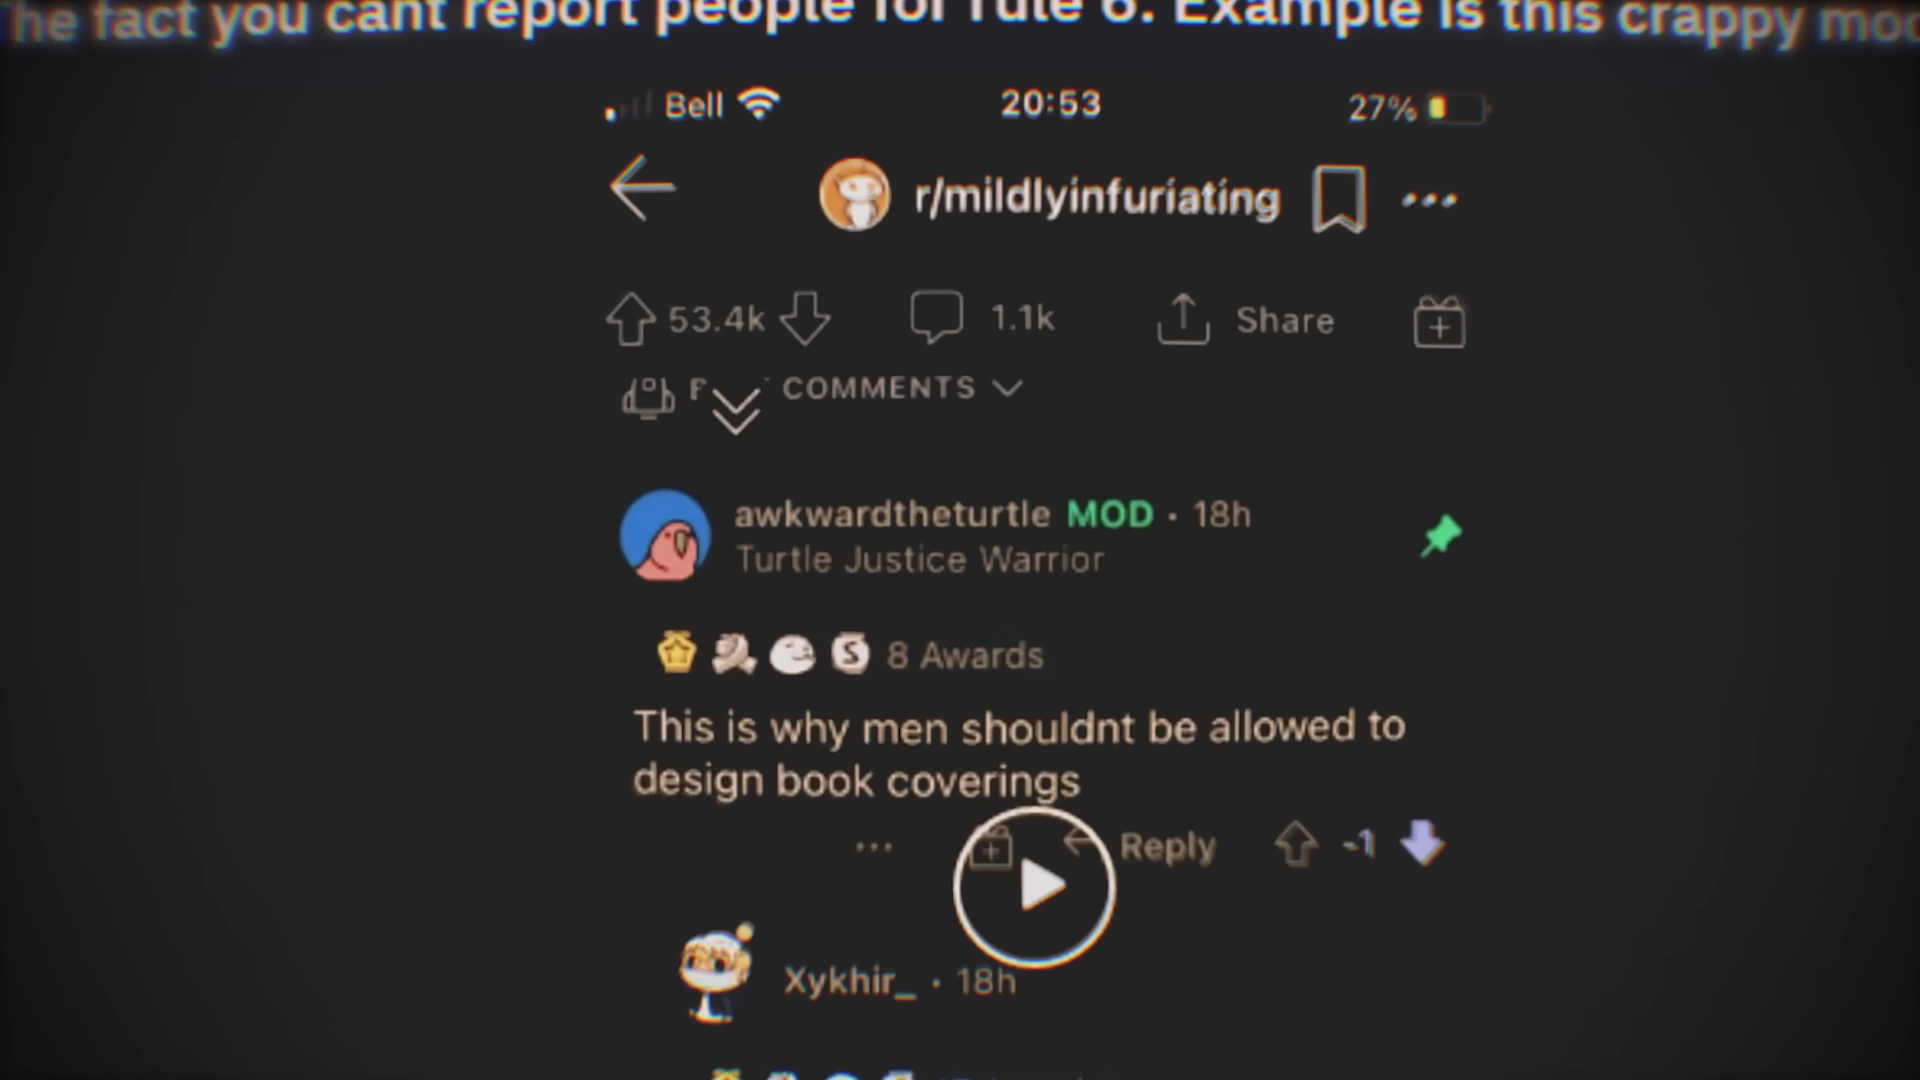 he fact you cant report people for rule 6. Example is this crappy mod
Bell 20:53 27%
r/mildlyinfuriating
53.4k 1.1k Share
COMMENTS
awkwardtheturtle MOD · 18h
Turtle Justice Warrior
8 Awards
This is why men shouldnt be allowed to
design book coverings
Reply -1
Xykhir_ · 18h